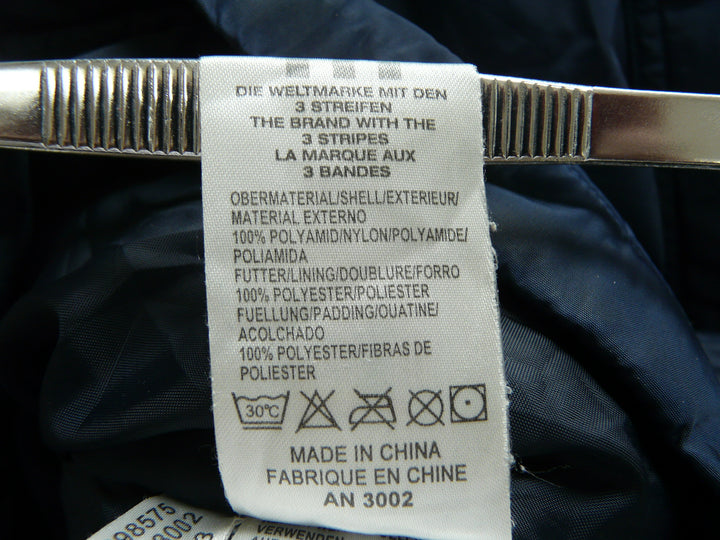 DIE WELTMARKE MIT DEN
3 STREIFEN
THE BRAND WITH THE
3 STRIPES
LA MARQUE AUX
3 BANDES
OBERMATERIAL/SHELL/EXTERIEUR/
MATERIAL EXTERNO
100% POLYAMID/NYLON/POLYAMIDE/
POLIAMIDA
FUTTER/LINING/DOUBLURE/FORRO
100% POLYESTER/POLIESTER
FUELLUNG/PADDING/OUATINE/
ACOLCHADO
100% POLYESTER/FIBRAS DE
POLIESTER
30°C
MADE IN CHINA
FABRIQUE EN CHINE
AN 3002
98575
3002
VERWENDEN